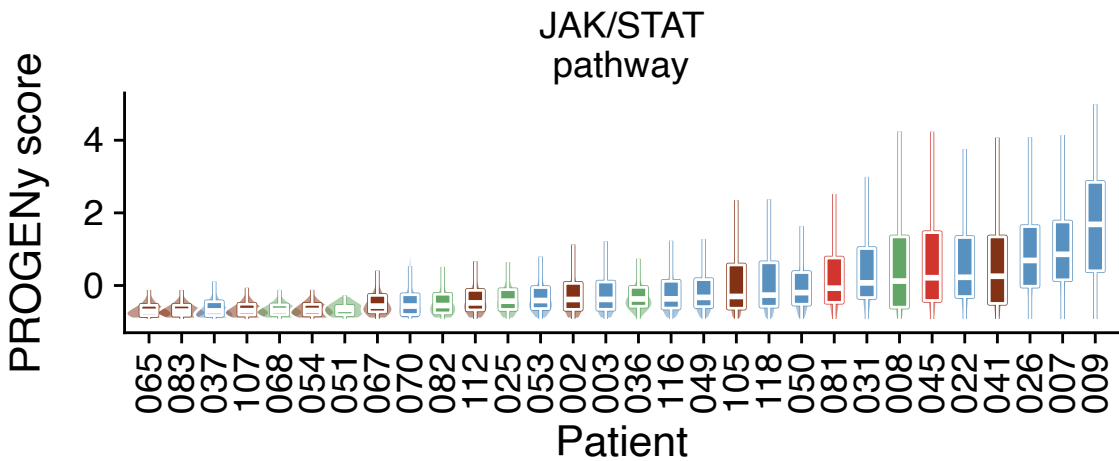 JAK/STAT
pathway
PROGENy score
4
2
0
065 083 037 107 068 054 051 067 070 082 112 025 053 002 003 036 116 049 105 118 050 081 031 008 045 022 041 026 007 009
Patient